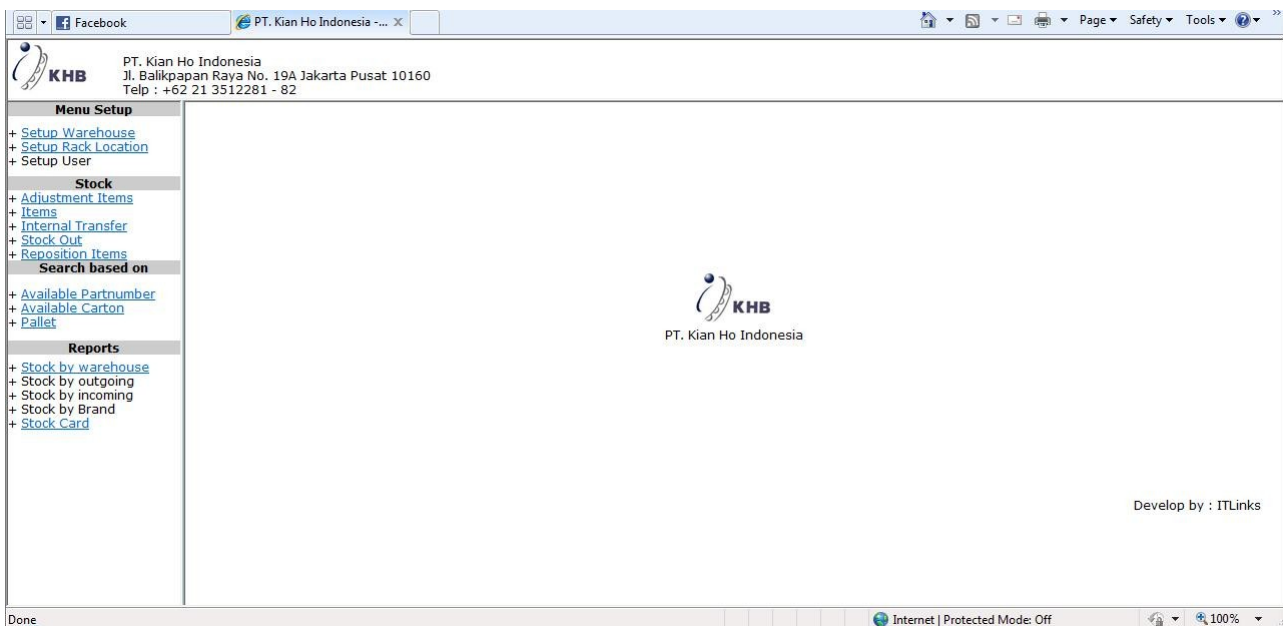 Facebook
PT. Kian Ho Indonesia -...
Page
Safety
Tools
KHB
PT. Kian Ho Indonesia
Jl. Balikpapan Raya No. 19A Jakarta Pusat 10160
Telp : +62 21 3512281 - 82
Menu Setup
+ Setup Warehouse
+ Setup Rack Location
+ Setup User
Stock
+ Adjustment Items
+ Items
+ Internal Transfer
+ Stock Out
+ Reposition Items
Search based on
+ Available Partnumber
+ Available Carton
+ Pallet
Reports
+ Stock by warehouse
+ Stock by outgoing
+ Stock by incoming
+ Stock by Brand
+ Stock Card
KHB
PT. Kian Ho Indonesia
Develop by : ITLinks
Done
Internet | Protected Mode: Off
100%